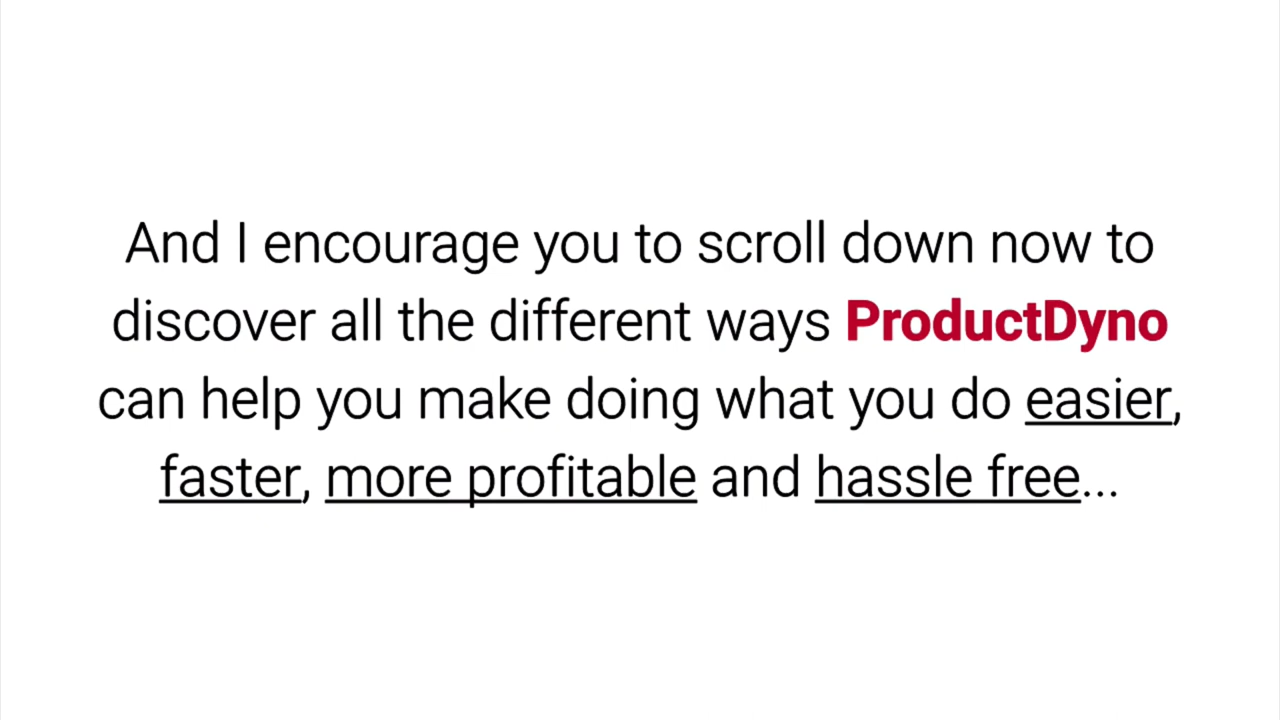 And I encourage you to scroll down now to
discover all the different ways ProductDyno
can help you make doing what you do easier,
faster, more profitable and hassle free...